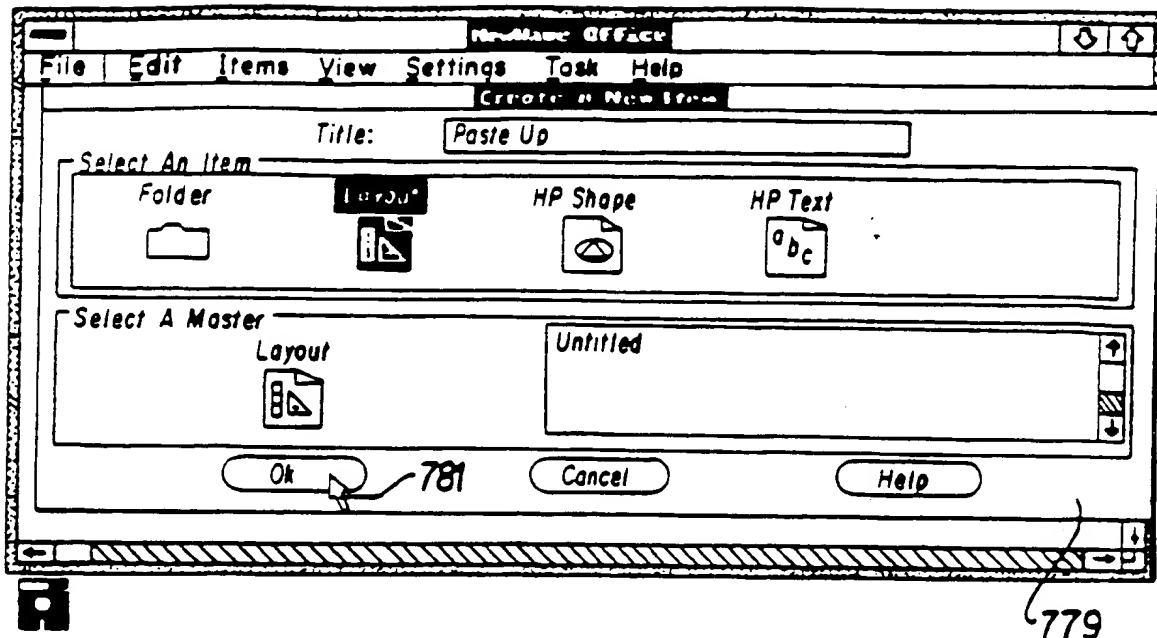 NewWave Office
File Edit Items View Settings Task Help
Create a New Item
Title: Paste Up
Select An Item
Folder Layout HP Shape HP Text
abc
Select A Master
Layout Untitled
Ok 781 Cancel Help
779